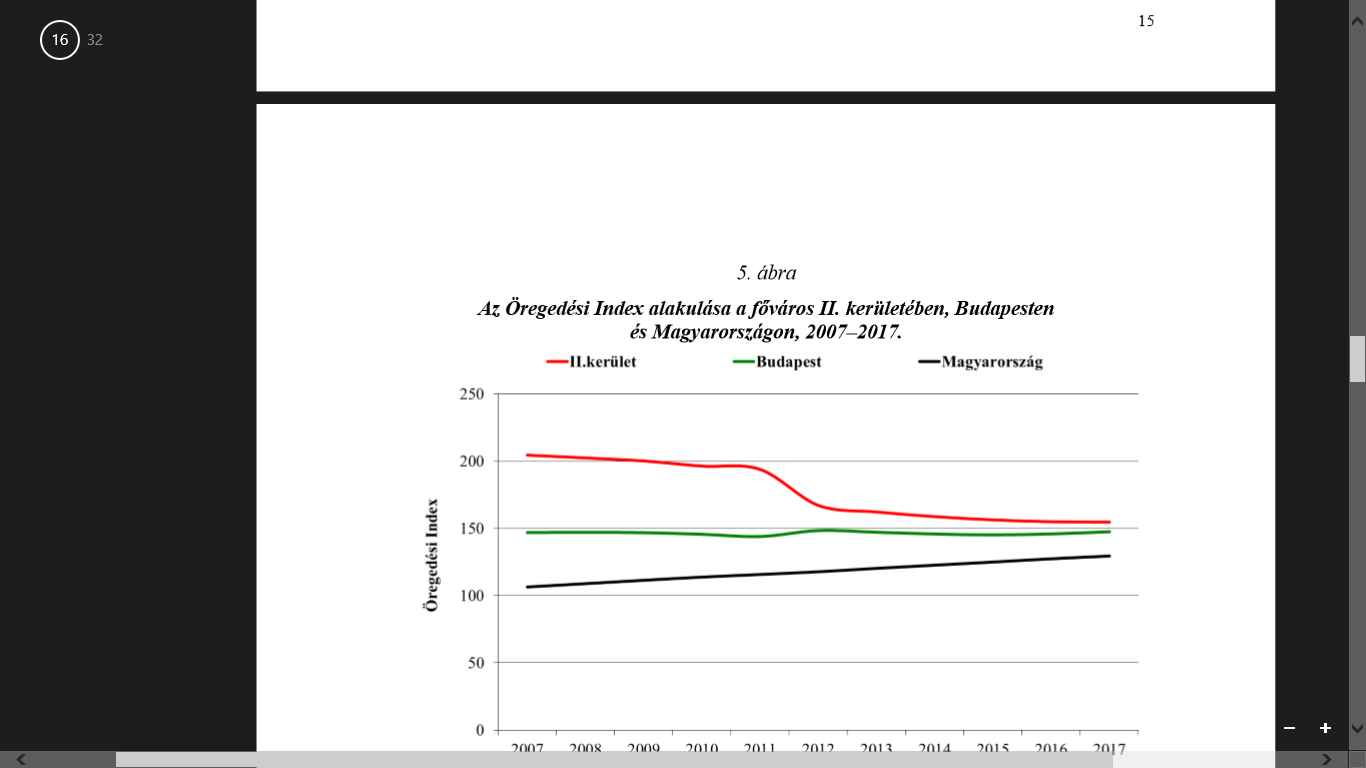 16 32
15
5. ábra
Az Öregedési Index alakulása a főváros II. kerületében, Budapesten
és Magyarországon, 2007–2017.
II.kerület Budapest Magyarország
250
200
150
100
50
0
Öregedési Index
2007 2008 2009 2010 2011 2012 2013 2014 2015 2016 2017